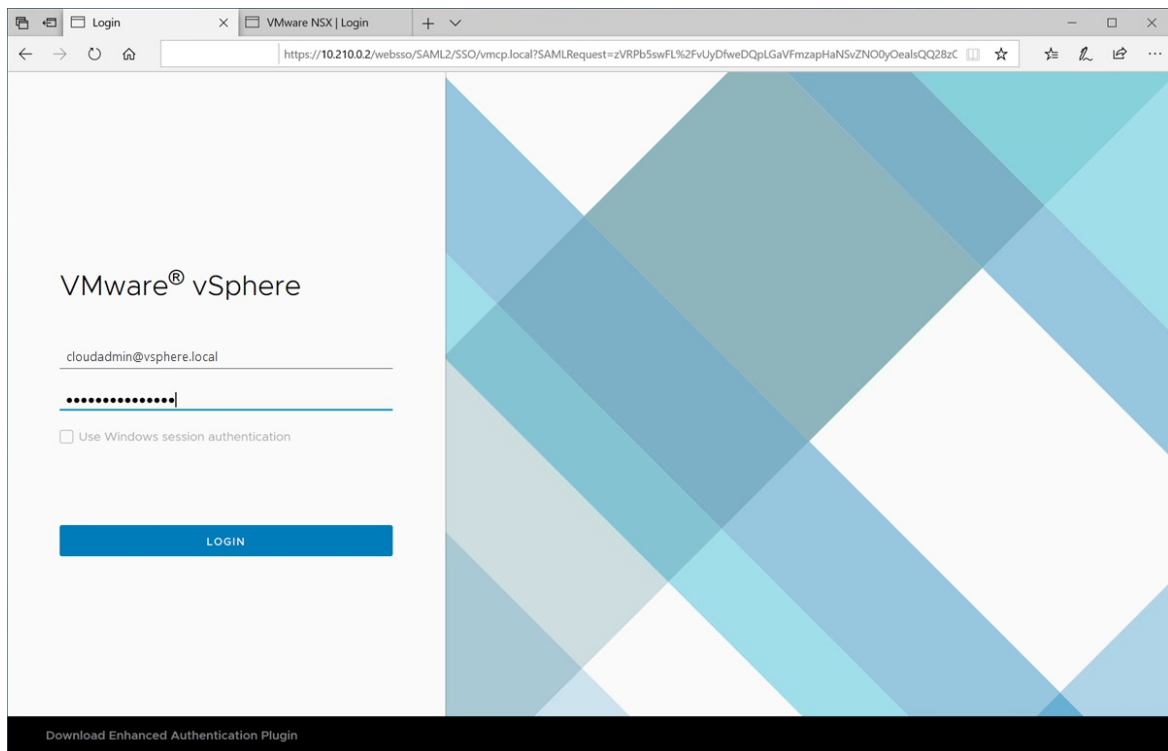 Login
VMware NSX | Login
https://10.210.0.2/websso/SAML2/SSO/vmcp.local?SAMLRequest=zVRPb5swFL%2FvUyDfweDQpLGaVFmzapHaNSvZNO0yOealsQQ28zC
VMware® vSphere
cloudadmin@vsphere.local
Use Windows session authentication
LOGIN
Download Enhanced Authentication Plugin